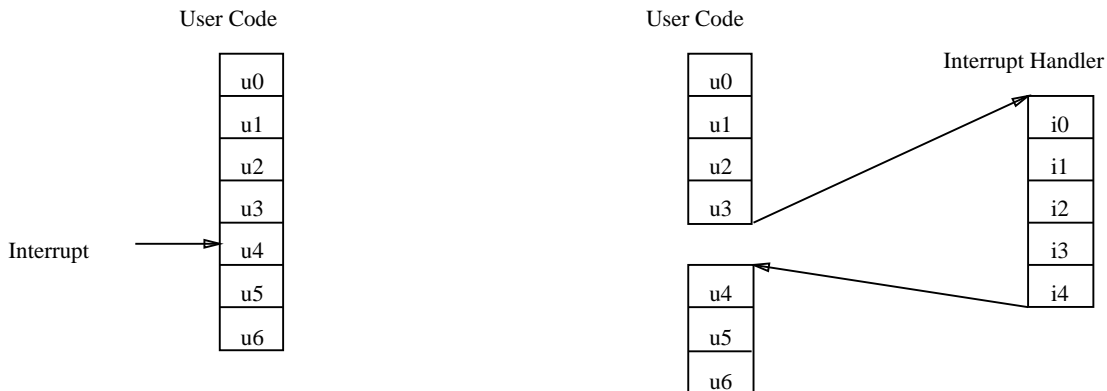 User Code
u0
u1
u2
u3
u4
u5
u6
Interrupt
User Code
u0
u1
u2
u3
u4
u5
u6
Interrupt Handler
i0
i1
i2
i3
i4